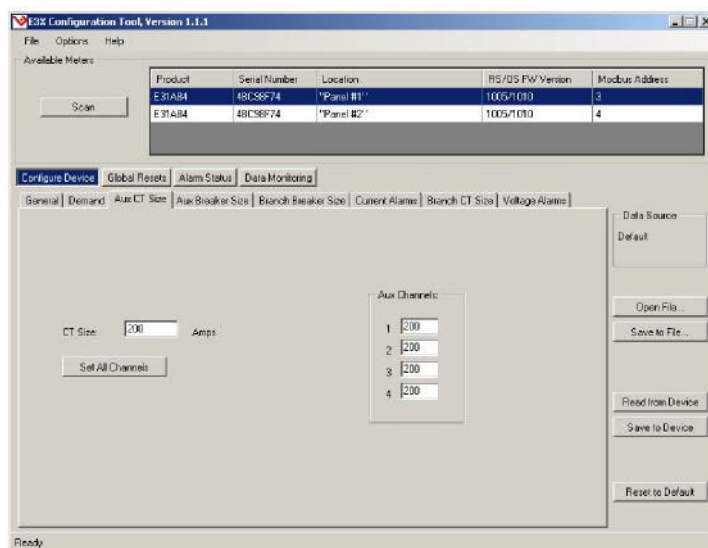 E3X Configuration Tool, Version 1.1.1
File Options Help
Available Meters
Product Serial Number Location RS/OS FW Version Modbus Address
Scan
E31A84 48C98F74 "Panel #1" 1005/1010 3
E31A84 48C98F74 "Panel #2" 1005/1010 4
Configure Device Global Resets Alarm Status Data Monitoring
General Demand Aux CT Size Aux Breaker Size Branch Breaker Size Current Alarms Branch CT Size Voltage Alarms
Data Source
Default
Aux Channels:
CT Size: 200 Amps
Set All Channels
1 200
2 200
3 200
4 200
Open File...
Save to File...
Read from Device
Save to Device
Reset to Default
Ready